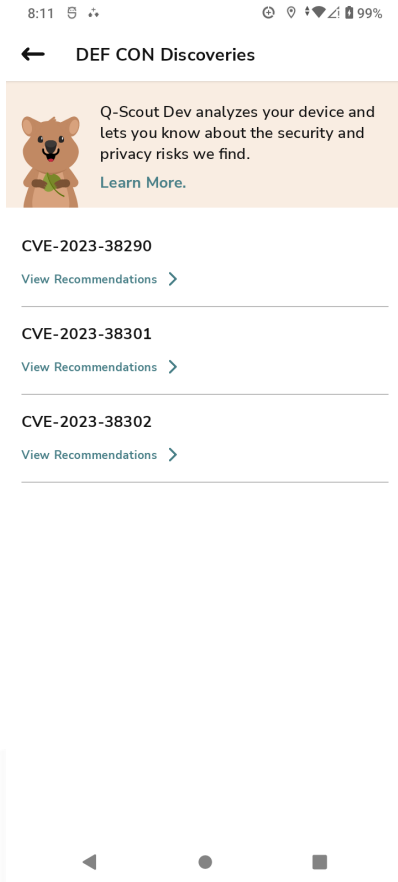 8:11 99%
DEF CON Discoveries
Q-Scout Dev analyzes your device and
lets you know about the security and
privacy risks we find.
Learn More.
CVE-2023-38290
View Recommendations
CVE-2023-38301
View Recommendations
CVE-2023-38302
View Recommendations